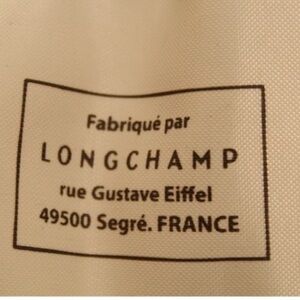 Fabriqué par
LONGCHAMP
rue Gustave Eiffel
49500 Segré. FRANCE